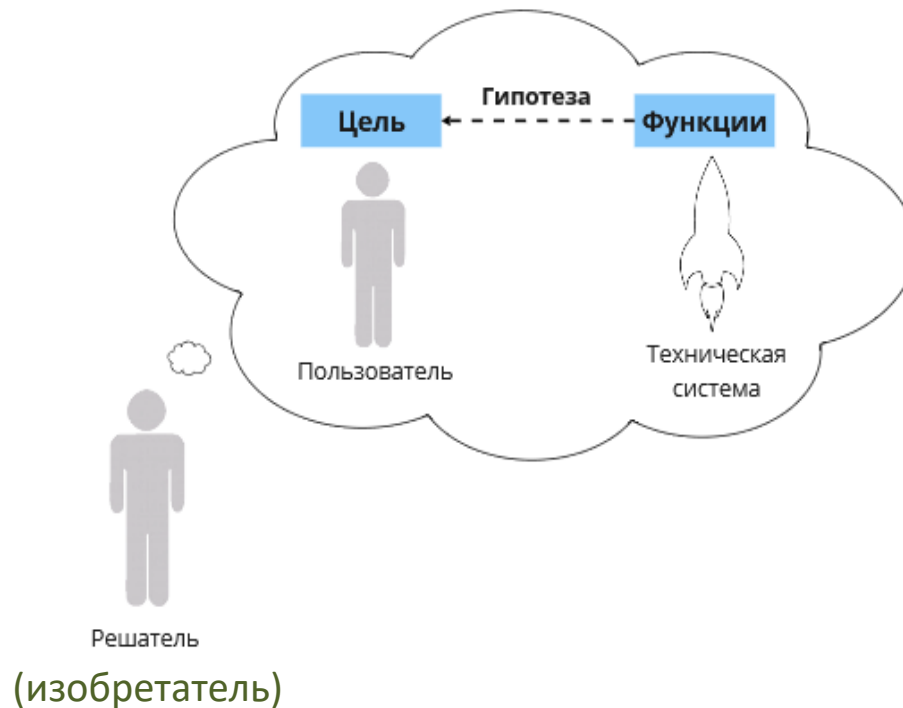 Гипотеза
Цель
Функции
Пользователь
Техническая
система
Решатель
(изобретатель)